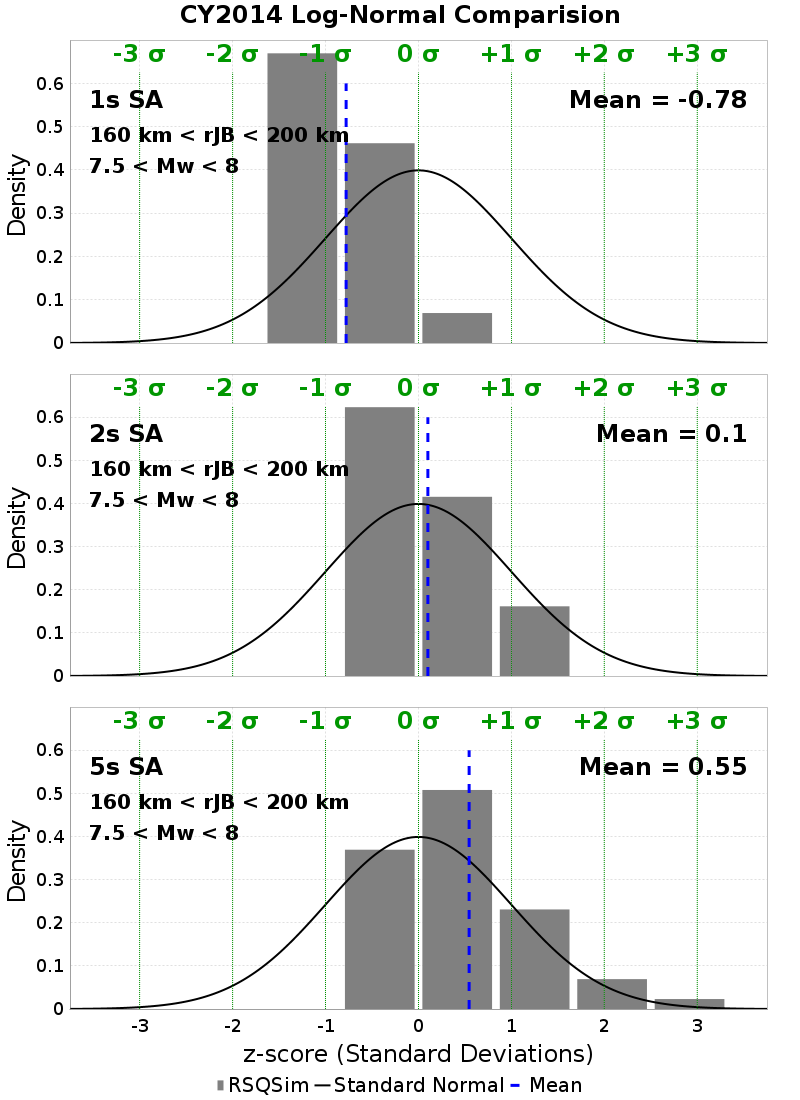 CY2014 Log-Normal Comparision
-3 σ -2 σ -1 σ 0 σ +1 σ +2 σ +3 σ
1s SA
Mean = -0.78
160 km < rJB < 200 km
7.5 < Mw < 8
Density
0.6
0.5
0.4
0.3
0.2
0.1
0
-3 σ -2 σ -1 σ 0 σ +1 σ +2 σ +3 σ
2s SA
Mean = 0.1
160 km < rJB < 200 km
7.5 < Mw < 8
Density
0.6
0.5
0.4
0.3
0.2
0.1
0
-3 σ -2 σ -1 σ 0 σ +1 σ +2 σ +3 σ
5s SA
Mean = 0.55
160 km < rJB < 200 km
7.5 < Mw < 8
Density
0.6
0.5
0.4
0.3
0.2
0.1
0
-3 -2 -1 0 1 2 3
z-score (Standard Deviations)
RSQSim Standard Normal Mean